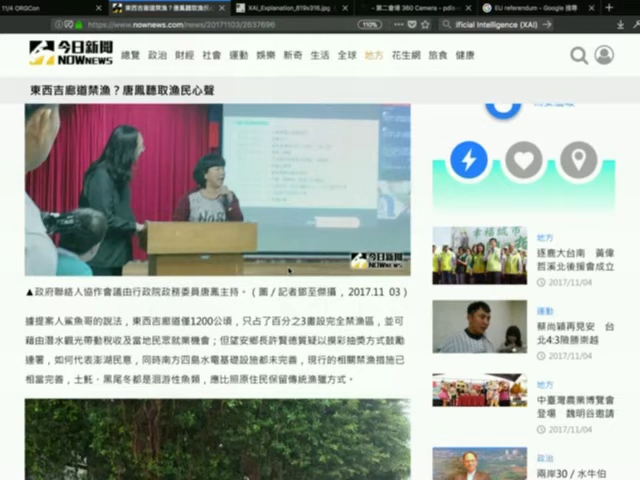 11/4 ORGCon
東西吉廊道禁漁？唐鳳聽取漁
XAI_Explanation_819x316.jpg
第二會場 360 Camera
EU referendum - Google 搜尋
https://www.nownews.com/news/20171103/2637696
110%
ificial Intelligence (XAI)
今日新聞
NOWnews
總覽 政治 財經 社會 運動 娛樂 新奇 生活 全球 地方 花生網 旅食 健康
東西吉廊道禁漁？唐鳳聽取漁民心聲
今日新聞
NOWnews
▲政府聯絡人協作會議由行政院政務委員唐鳳主持。（圖／記者鄧至傑攝，2017.11 03）
據提案人鯊魚哥的說法，東西吉廊道僅1200公頃，只占了百分之3畫設完全禁漁區，並可
藉由潛水觀光帶動稅收及當地民眾就業機會；但望安鄉長許賢德質疑以摸彩抽獎方式鼓勵
連署，如何代表澎湖民意，同時南方四島水電基礎設施都未完善，現行的相關禁漁措施已
相當完善，土魠、黑尾冬都是洄游性魚類，應比照原住民保留傳統漁獵方式。
地方
逐鹿大台南 黃偉
哲溪北後援會成立
2017/11/04
運動
蔡尚穎再見安 台
北4:3險勝崇越
2017/11/04
地方
中臺灣農業博覽會
登場 魏明谷邀請
2017/11/04
政治
兩岸30／水牛伯